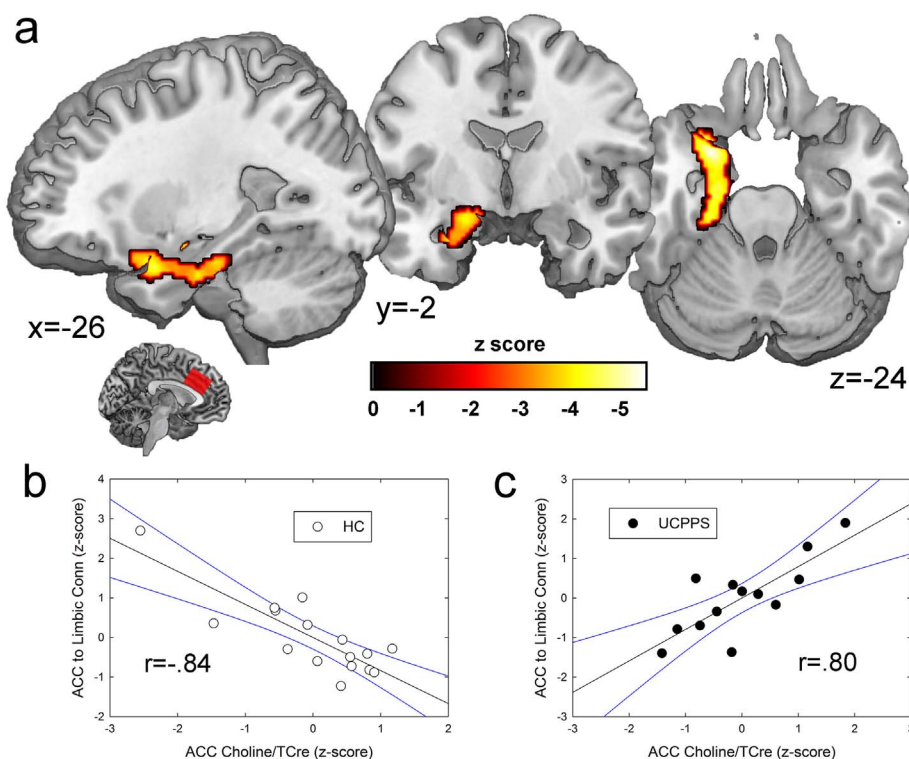 a
x=-26
y=-2
z=-24
z score
0 -1 -2 -3 -4 -5
b
ACC to Limbic Conn (z-score)
4
3
2
1
0
-1
-2
HC
r=-.84
-3 -2 -1 0 1 2
ACC Choline/TCre (z-score)
c
ACC to Limbic Conn (z-score)
3
2
1
0
-1
-2
-3
UCPPS
r=.80
-3 -2 -1 0 1 2 3
ACC Choline/TCre (z-score)